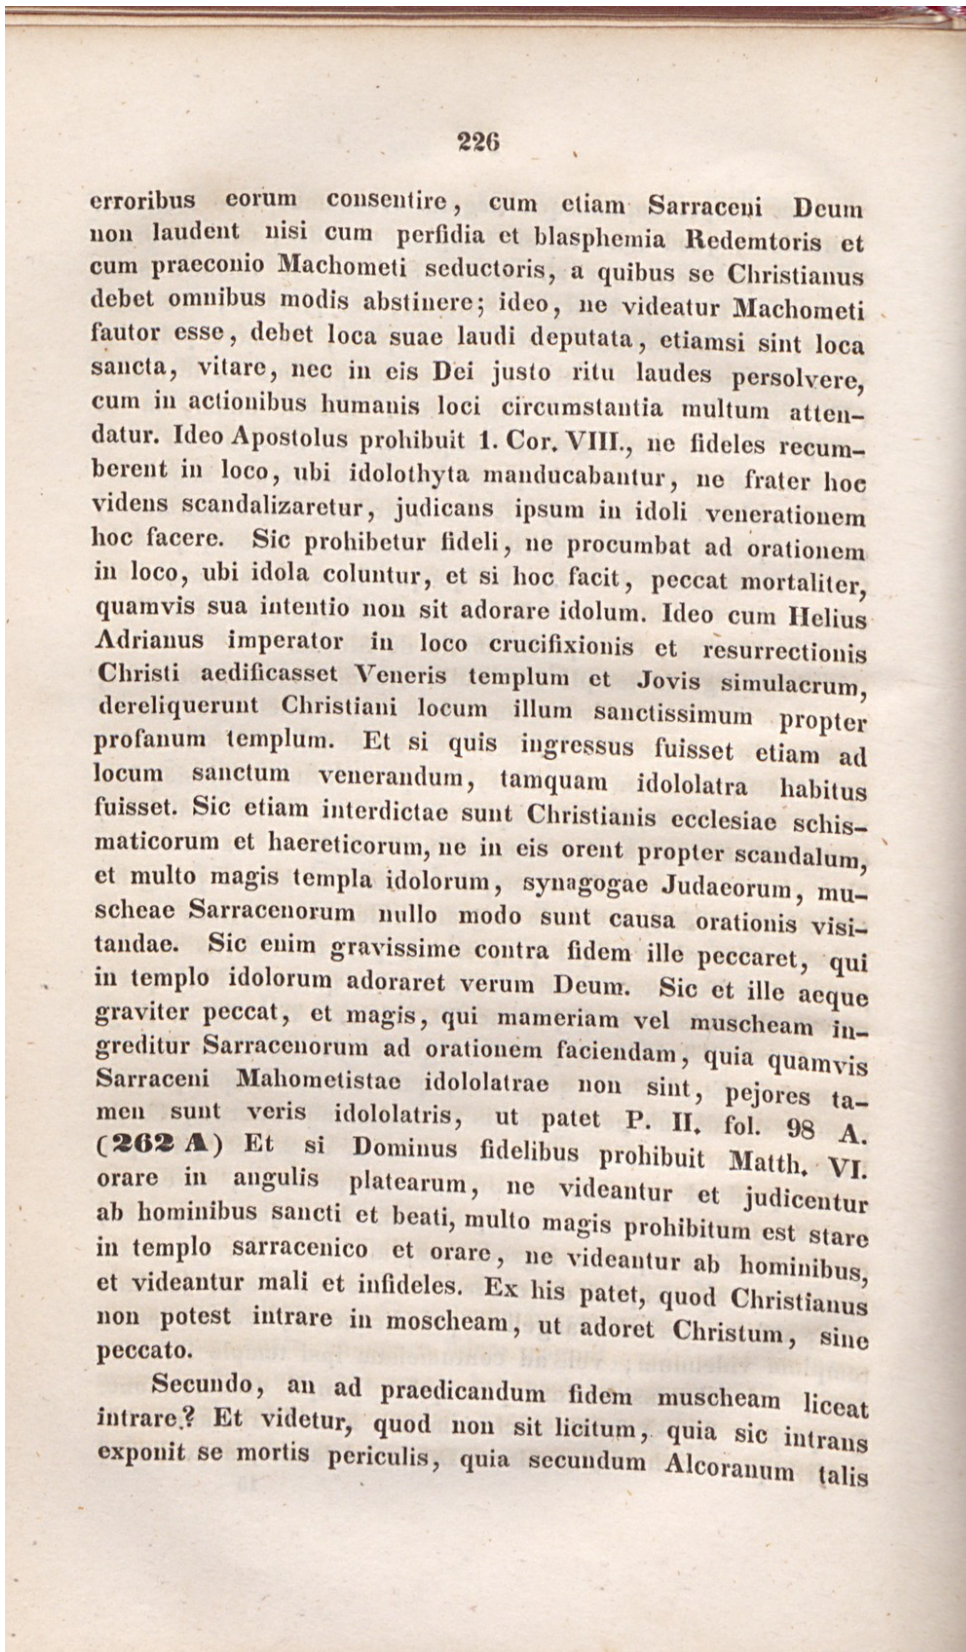 226
erroribus eorum consentire, cum etiam Sarraceni Deum
non laudent nisi cum perfidia et blasphemia Redemtoris et
cum praeconio Machometi seductoris, a quibus se Christianus
debet omnibus modis abstinere; ideo, ne videatur Machometi
fautor esse, debet loca suae laudi deputata, etiamsi sint loca
sancta, vitare, nec in eis Dei justo ritu laudes persolvere,
cum in actionibus humanis loci circumstantia multum atten-
datur. Ideo Apostolus prohibuit 1. Cor. VIII., ne fideles recum-
berent in loco, ubi idolothyta manducabantur, ne frater hoc
videns scandalizaretur, judicans ipsum in idoli venerationem
hoc facere. Sic prohibetur fideli, ne procumbat ad orationem
in loco, ubi idola coluntur, et si hoc facit, peccat mortaliter,
quamvis sua intentio non sit adorare idolum. Ideo cum Helius
Adrianus imperator in loco crucifixionis et resurrectionis
Christi aedificasset Veneris templum et Jovis simulacrum,
dereliquerunt Christiani locum illum sanctissimum propter
profanum templum. Et si quis ingressus fuisset etiam ad
locum sanctum venerandum, tamquam idololatra habitus
fuisset. Sic etiam interdictae sunt Christianis ecclesiae schis-
maticorum et haereticorum, ne in eis orent propter scandalum,
et multo magis templa idolorum, synagogae Judaeorum, mu-
scheae Sarracenorum nullo modo sunt causa orationis visi-
tandae. Sic enim gravissime contra fidem ille peccaret, qui
in templo idolorum adoraret verum Deum. Sic et ille aeque
graviter peccat, et magis, qui mameriam vel muscheam in-
greditur Sarracenorum ad orationem faciendam, quia quamvis
Sarraceni Mahometistae idololatrae non sint, pejores ta-
men sunt veris idololatris, ut patet P. II. fol. 98 A.
(262 A) Et si Dominus fidelibus prohibuit Matth. VI.
orare in angulis platearum, ne videantur et judicentur
ab hominibus sancti et beati, multo magis prohibitum est stare
in templo sarracenico et orare, ne videantur ab hominibus,
et videantur mali et infideles. Ex his patet, quod Christianus
non potest intrare in moscheam, ut adoret Christum, sine
peccato.
Secundo, an ad praedicandum fidem muscheam liceat
intrare? Et videtur, quod non sit licitum, quia sic intrans
exponit se mortis periculis, quia secundum Alcoranum talis